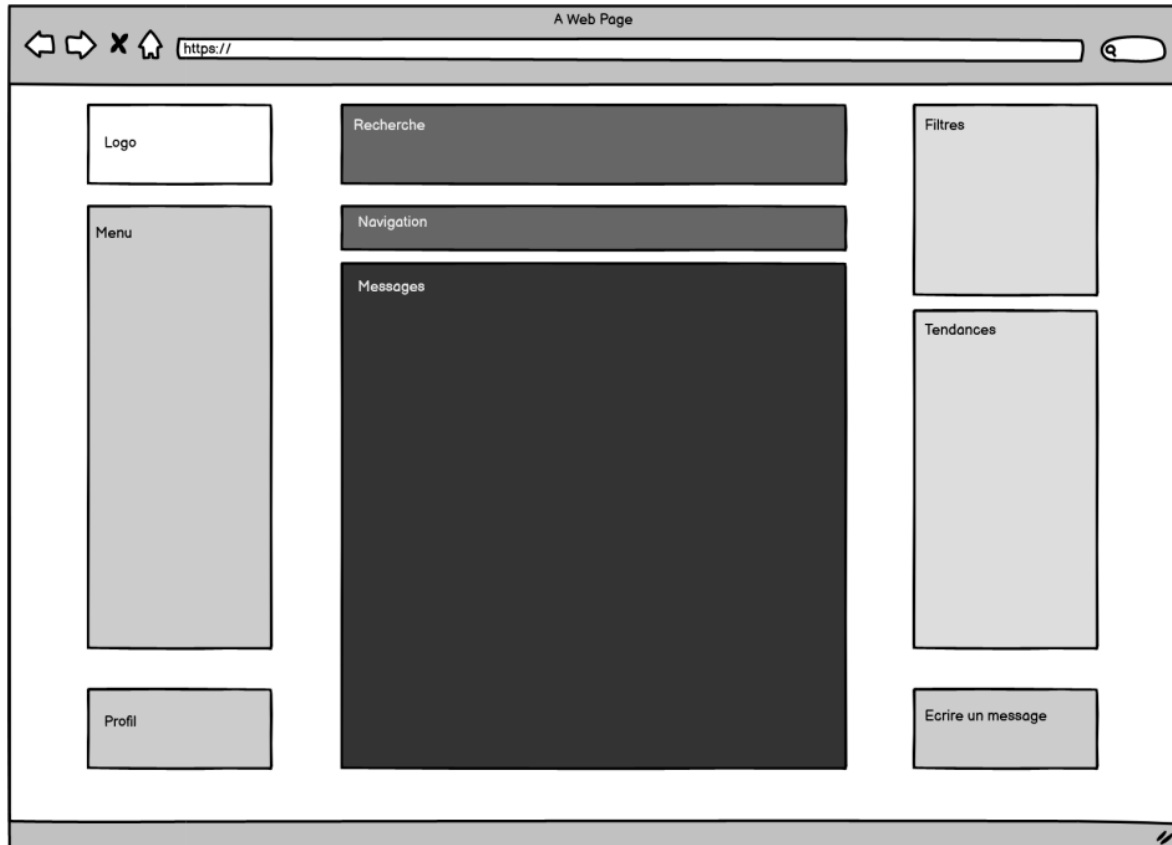 A Web Page
https://
Logo
Menu
Profil
Recherche
Navigation
Messages
Filtres
Tendances
Ecrire un message